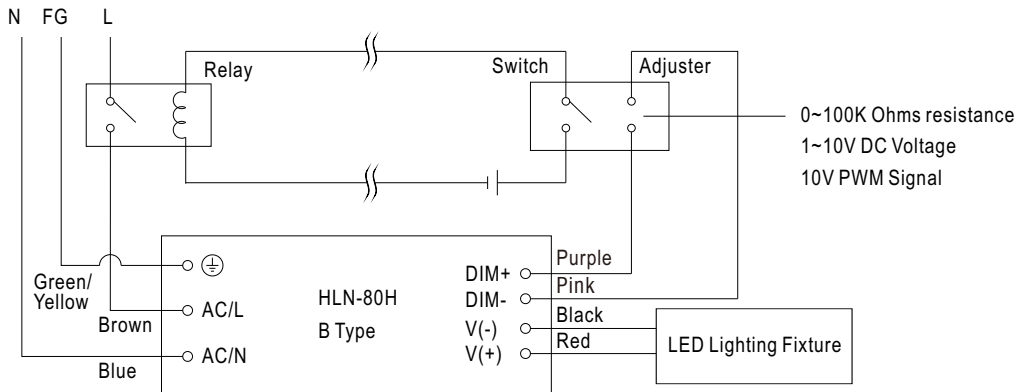 N FG L
Relay
Switch
Adjuster
0~100K Ohms resistance
1~10V DC Voltage
10V PWM Signal
Green/
Yellow
Brown
Blue
AC/L
AC/N
HLN-80H
B Type
DIM+
DIM-
V(-)
V(+)
Purple
Pink
Black
Red
LED Lighting Fixture